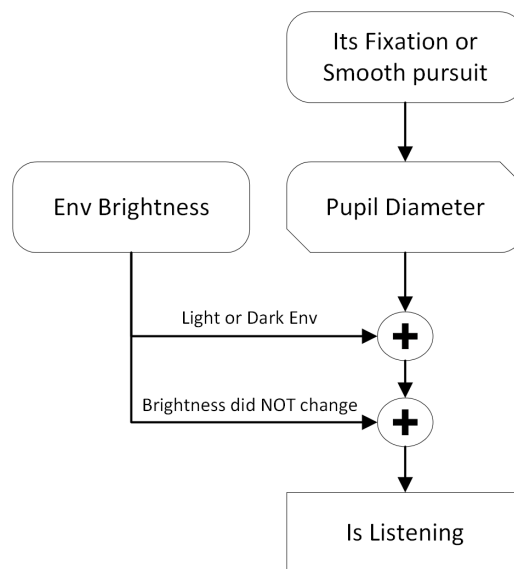 Its Fixation or
Smooth pursuit
Env Brightness
Pupil Diameter
Light or Dark Env
Brightness did NOT change
Is Listening